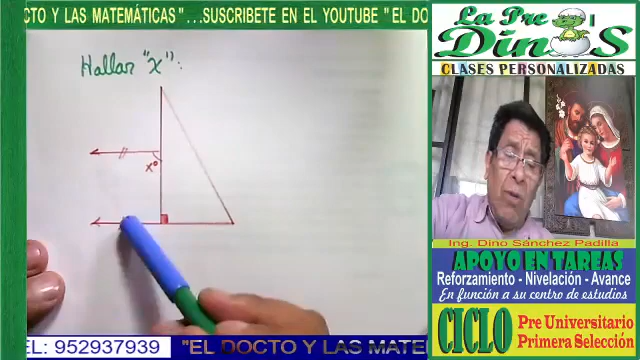 CTO Y LAS MATEMÁTICAS"...SUSCRIBETE EN EL YOUTUBE "EL DO
La Pre
DinoS
CLASES PERSONALIZADAS
Hallar "x":
x°
Ing. Dino Sánchez Padilla
APOYO EN TAREAS
Reforzamiento - Nivelación - Avance
En función a su centro de estudios
CICLO
Pre Universitario
Primera Selección
EL: 952937939 "EL DOCTO Y LAS MATE